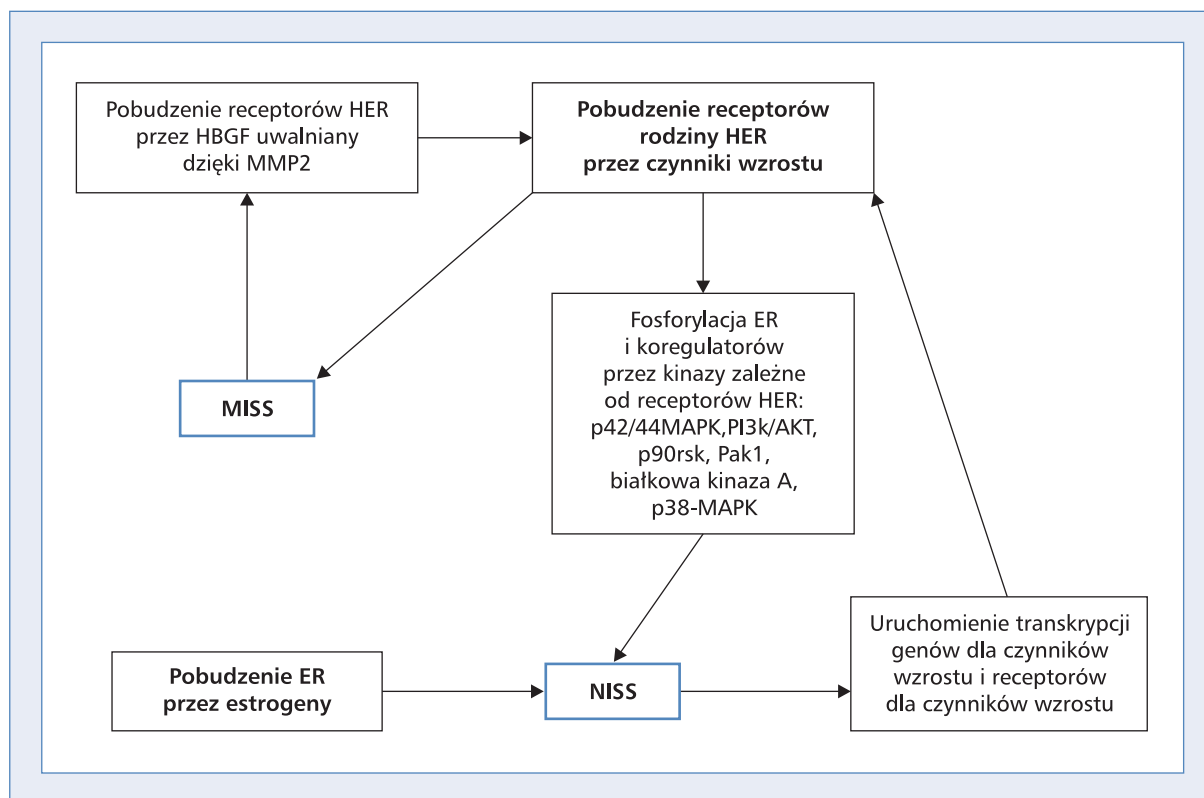 Pobudzenie receptorów HER
przez HBGF uwalniany
dzięki MMP2
Pobudzenie receptorów
rodziny HER
przez czynniki wzrostu
MISS
Fosforylacja ER
i koregulatorów
przez kinazy zależne
od receptorów HER:
p42/44MAPK,PI3k/AKT,
p90rsk, Pak1,
białkowa kinaza A,
p38-MAPK
Pobudzenie ER
przez estrogeny
NISS
Uruchomienie transkrypcji
genów dla czynników
wzrostu i receptorów
dla czynników wzrostu